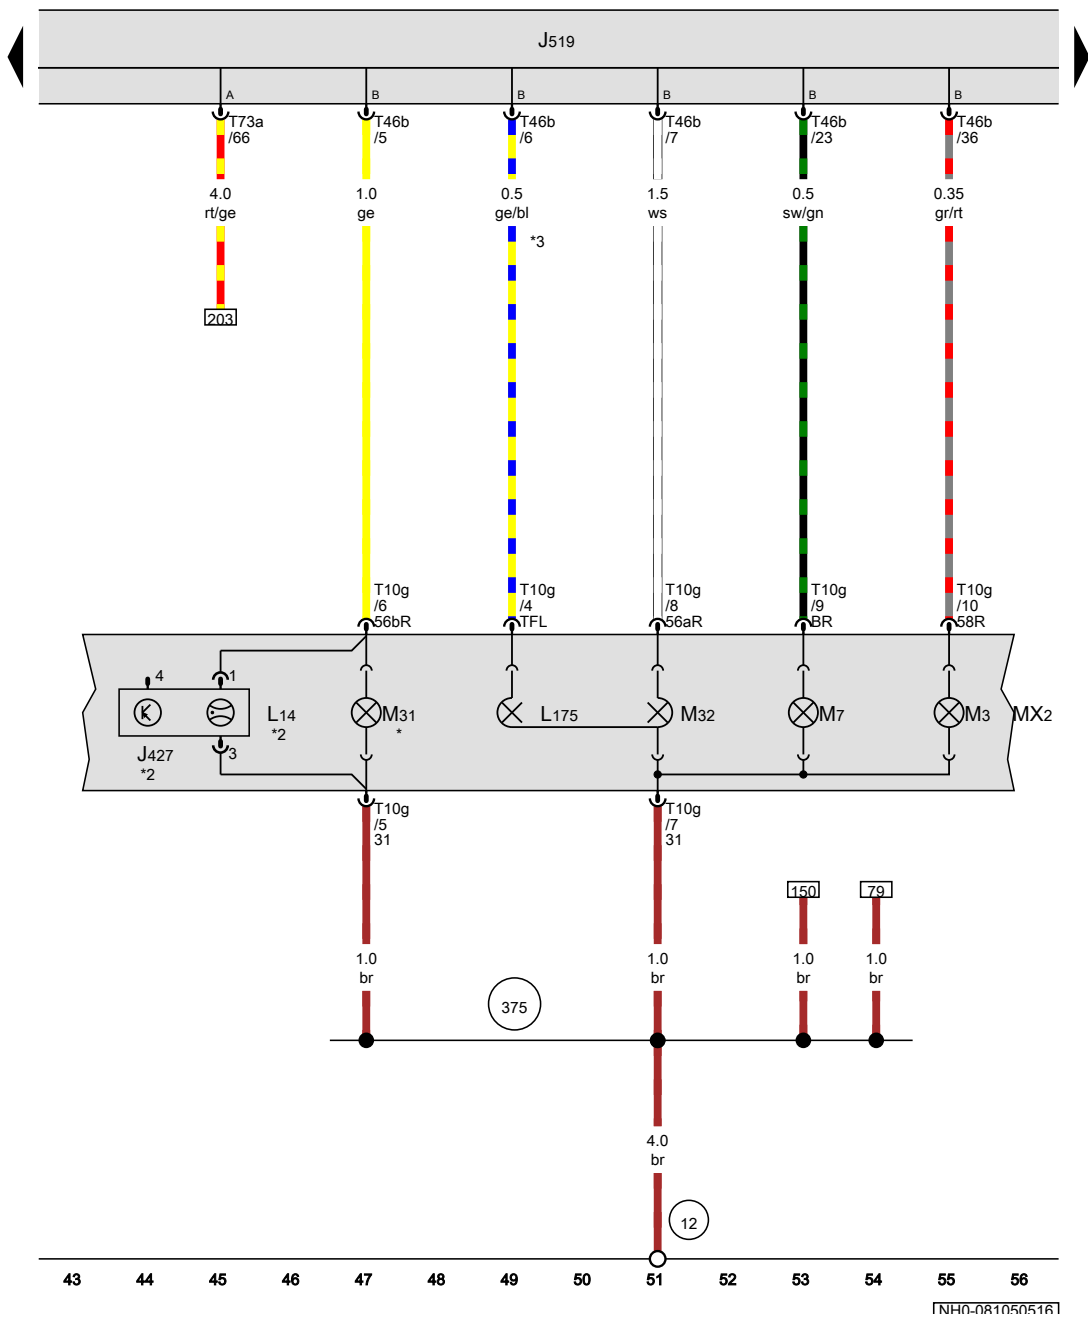 J519
A B B B B B
T73a T46b T46b T46b T46b T46b
/66 /5 /6 /7 /23 /36
4.0 1.0 0.5 1.5 0.5 0.35
rt/ge ge ge/bl ws sw/gn gr/rt
*3
203
T10g T10g T10g T10g T10g
/6 /4 /8 /9 /10
56bR TFL 56aR BR 58R
4 1
L14 M31 L175 M32 M7 M3 MX2
*2 *
J427 3
*2
T10g T10g
/5 /7
31 31
150 79
1.0 1.0 1.0 1.0
br br br br
375
4.0
br
12
43 44 45 46 47 48 49 50 51 52 53 54 55 56
NH0-081050516